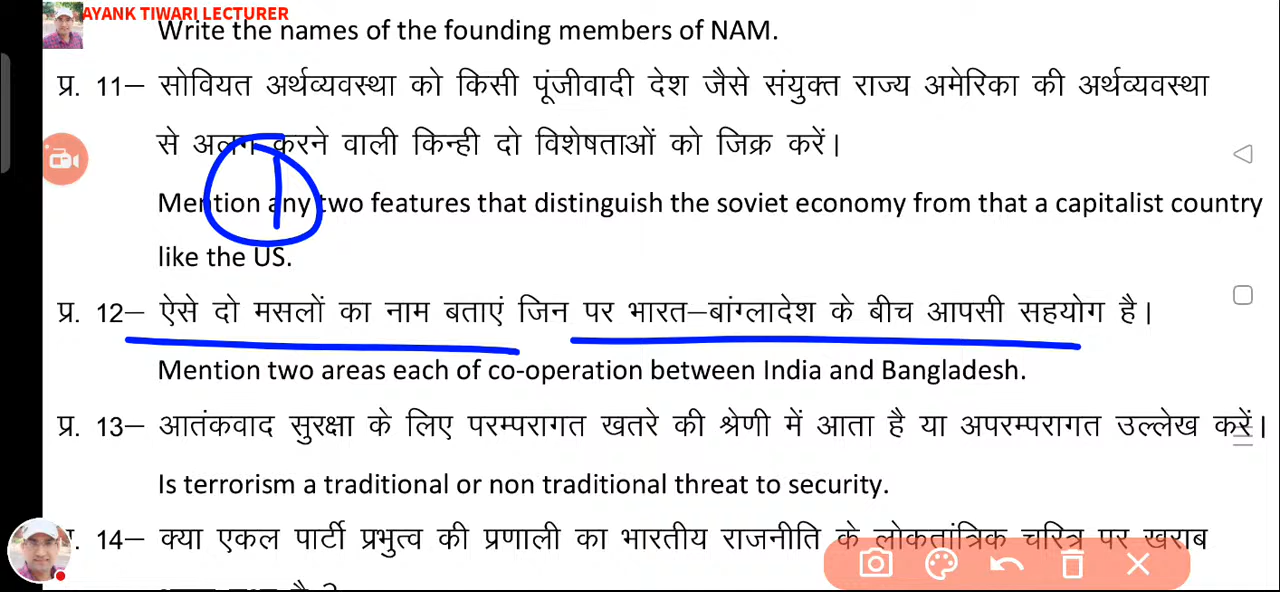 AYANK TIWARI LECTURER
Write the names of the founding members of NAM.
प्र. 11– सोवियत अर्थव्यवस्था को किसी पूंजीवादी देश जैसे संयुक्त राज्य अमेरिका की अर्थव्यवस्था
से अलग करने वाली किन्ही दो विशेषताओं को जिक्र करें।
Mention any two features that distinguish the soviet economy from that a capitalist country
like the US.
प्र. 12– ऐसे दो मसलों का नाम बताएं जिन पर भारत–बांग्लादेश के बीच आपसी सहयोग है।
Mention two areas each of co-operation between India and Bangladesh.
प्र. 13– आतंकवाद सुरक्षा के लिए परम्परागत खतरे की श्रेणी में आता है या अपरम्परागत उल्लेख करें।
Is terrorism a traditional or non traditional threat to security.
14– क्या एकल पार्टी प्रभुत्व की प्रणाली का भारतीय राजनीति के लोकतांत्रिक चरित्र पर खराब